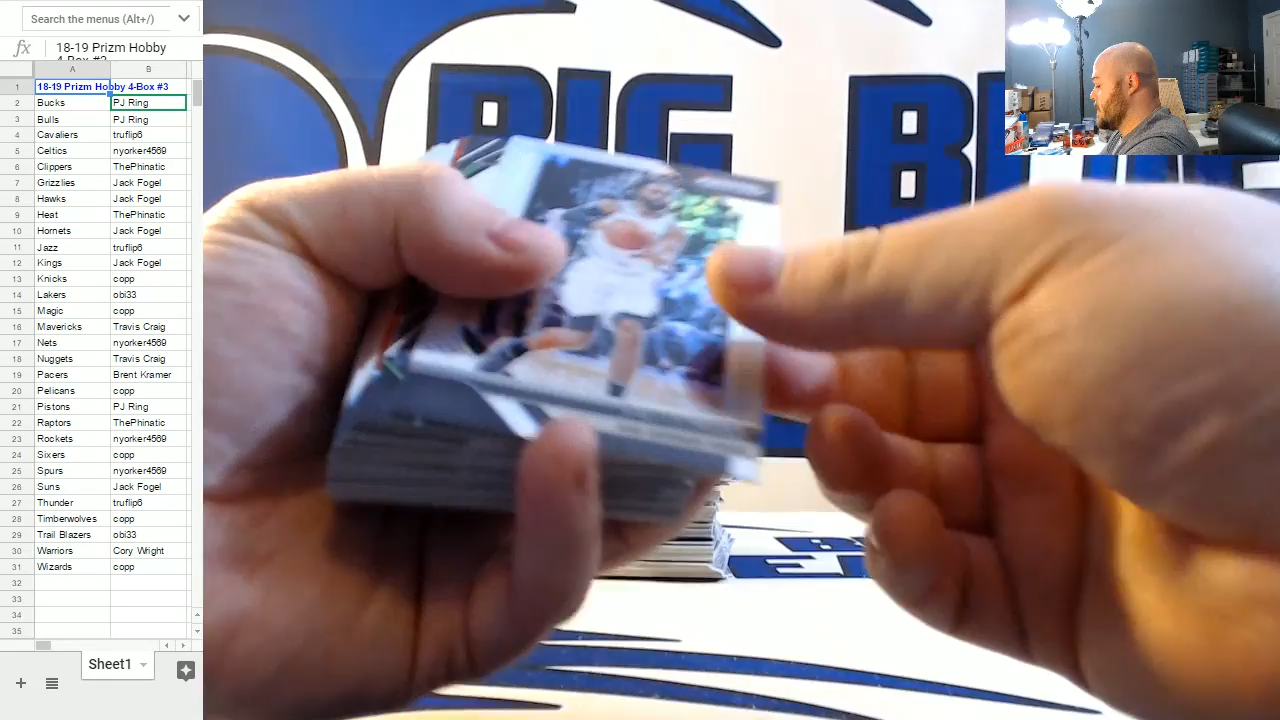 Search the menus (Alt+/)
fx 18-19 Prizm Hobby
A B
1 18-19 Prizm Hobby 4-Box #3
2 Bucks PJ Ring
3 Bulls PJ Ring
4 Cavaliers truflip6
5 Celtics nyorker4569
6 Clippers ThePhinatic
7 Grizzlies Jack Fogel
8 Hawks Jack Fogel
9 Heat ThePhinatic
10 Hornets Jack Fogel
11 Jazz truflip6
12 Kings Jack Fogel
13 Knicks copp
14 Lakers obi33
15 Magic copp
16 Mavericks Travis Craig
17 Nets nyorker4569
18 Nuggets Travis Craig
19 Pacers Brent Kramer
20 Pelicans copp
21 Pistons PJ Ring
22 Raptors ThePhinatic
23 Rockets nyorker4569
24 Sixers copp
25 Spurs nyorker4569
26 Suns Jack Fogel
27 Thunder truflip6
28 Timberwolves copp
29 Trail Blazers obi33
30 Warriors Cory Wright
31 Wizards
32
33
34
35
Sheet1
BIG